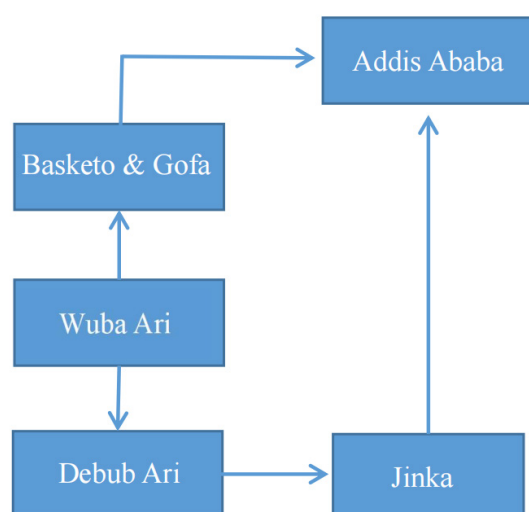 Addis Ababa
Basketo & Gofa
Wuba Ari
Debub Ari
Jinka